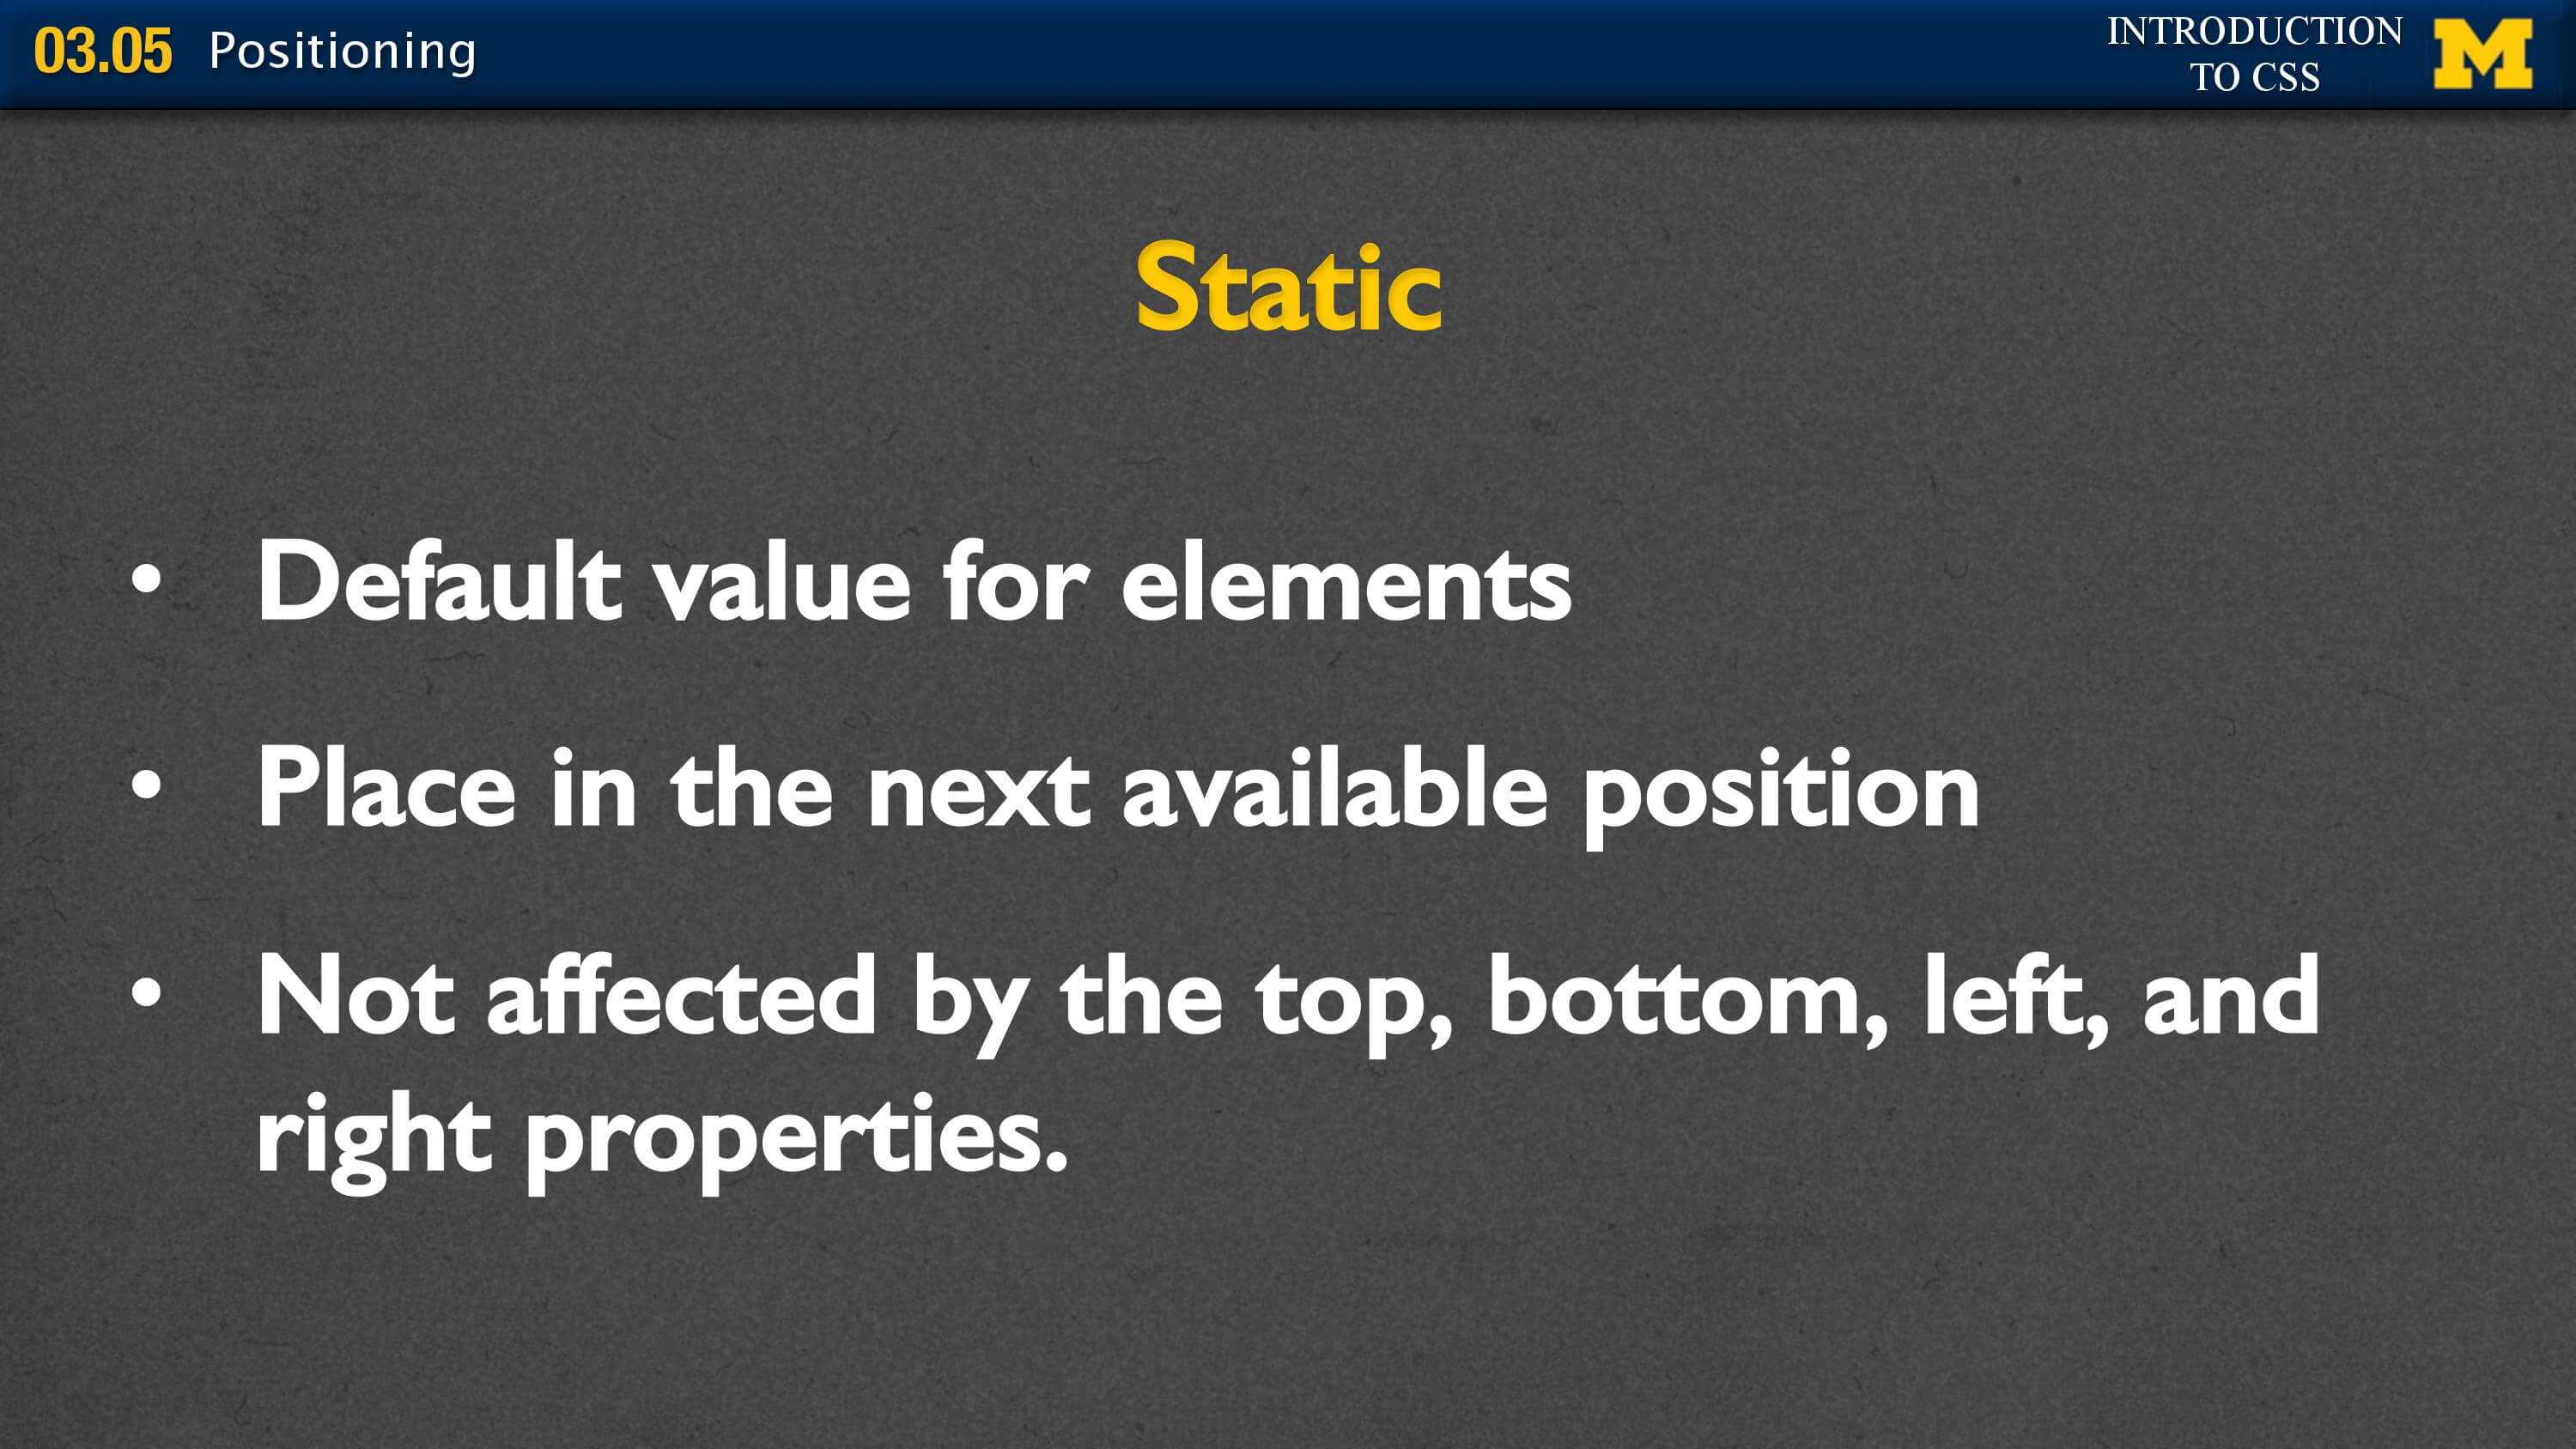 03.05 Positioning
INTRODUCTION
TO CSS
M
Static
• Default value for elements
• Place in the next available position
• Not affected by the top, bottom, left, and
right properties.